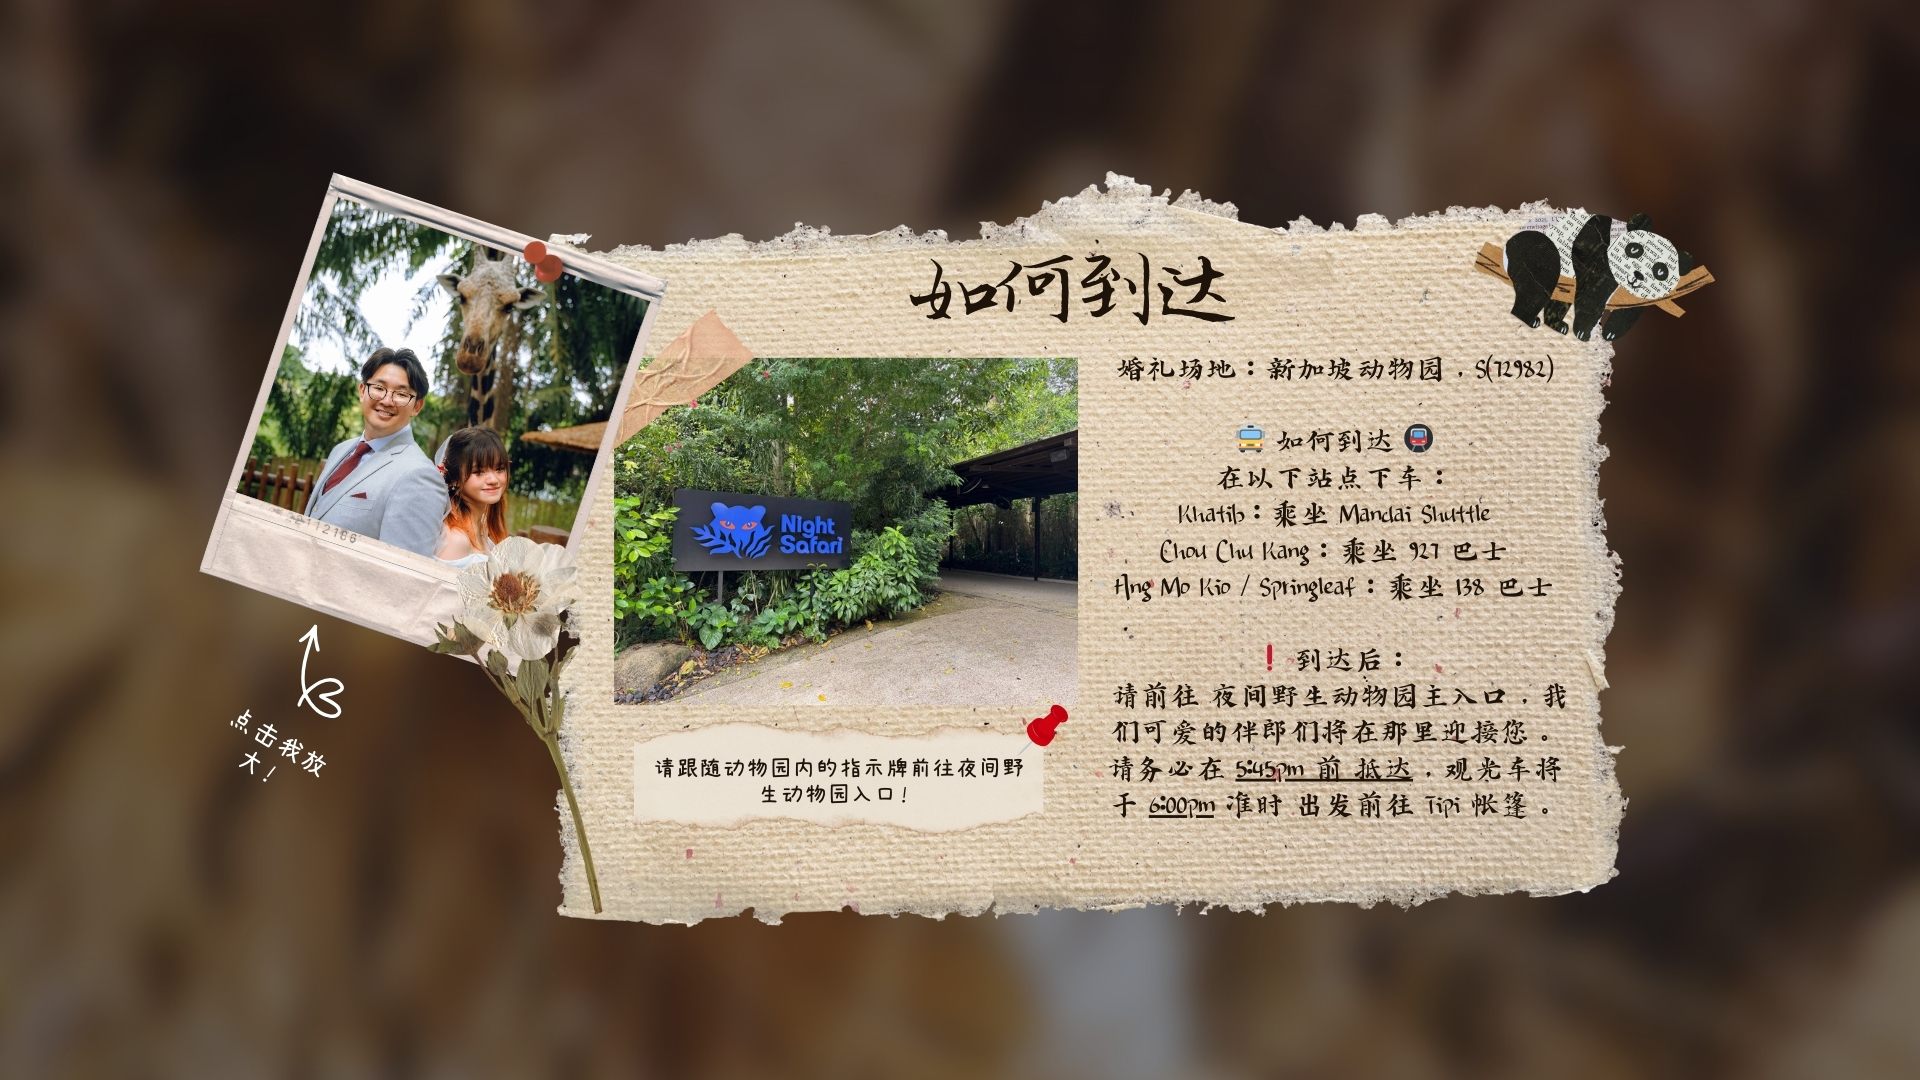 如何到达
112166
点击我放
大！
Night
Safari
请跟随动物园内的指示牌前往夜间野
生动物园入口！
婚礼场地：新加坡动物园，S(72982)
🚌 如何到达 🚇
在以下站点下车：
Khatib：乘坐 Mandai Shuttle
Chou Chu Kang：乘坐 927 巴士
Ang Mo Kio / Springleaf：乘坐 138 巴士
❗ 到达后：
请前往 夜间野生动物园主入口，我
们可爱的伴郎们将在那里迎接您。
请务必在 5:45pm 前 抵达，观光车将
于 6:00pm 准时 出发前往 Tipi 帐篷。